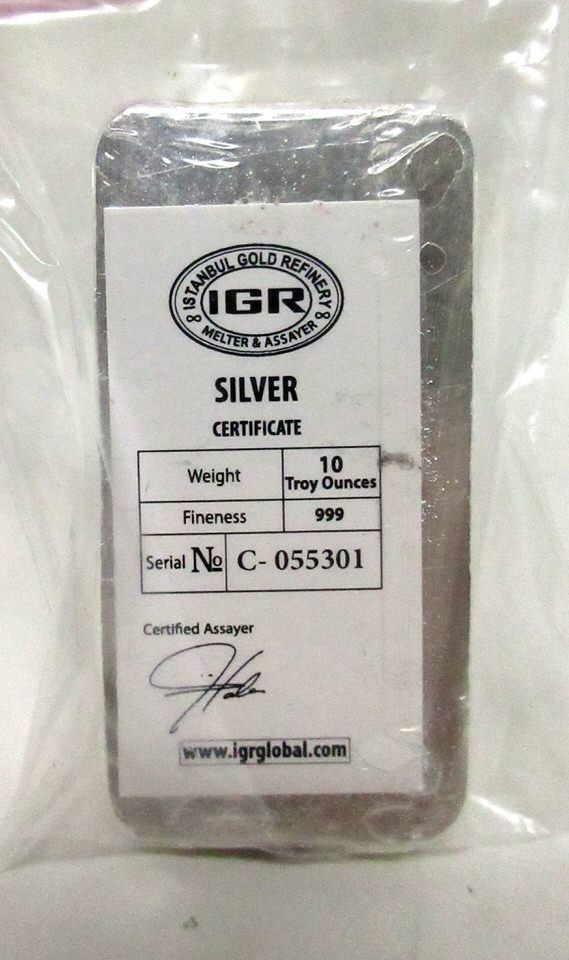 ISTANBUL GOLD REFINERY
IGR
MELTER & ASSAYER
SILVER
CERTIFICATE
Weight 10 Troy Ounces
Fineness 999
Serial № C- 055301
Certified Assayer
www.igrglobal.com